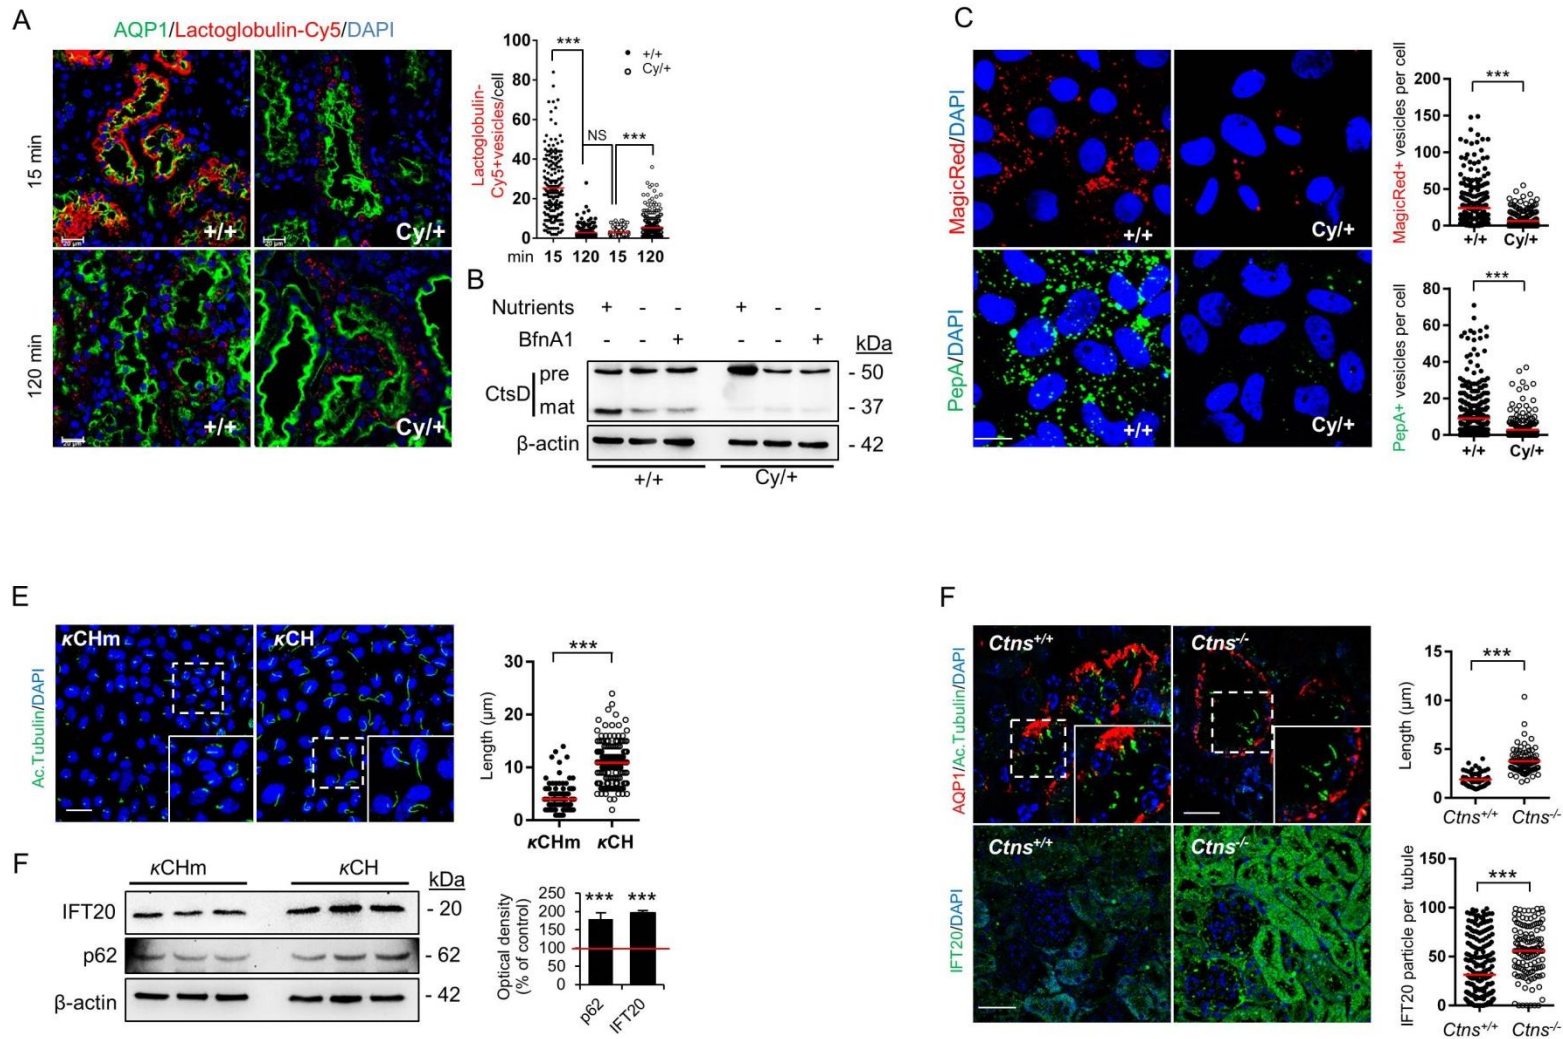 A
AQP1/Lactoglobulin-Cy5/DAPI
15 min
+/+
Cy/+
20 µm
20 µm
120 min
+/+
Cy/+
20 µm
Lactoglobulin-
Cy5+vesicles/cell
100
80
60
40
20
0
***
NS
***
+/+
Cy/+
min 15 120 15 120
B
Nutrients + - - + - -
BfnA1 - - + - - +
kDa
CtsD
pre
mat
β-actin
- 50
- 37
- 42
+/+ Cy/+
C
MagicRed/DAPI
+/+
Cy/+
PepA/DAPI
+/+
Cy/+
MagicRed+ vesicles per cell
200
150
100
50
0
***
+/+ Cy/+
PepA+ vesicles per cell
80
60
40
20
0
***
+/+ Cy/+
E
Ac.Tubulin/DAPI
κCHm
κCH
Length (µm)
30
20
10
0
***
κCHm κCH
F
κCHm κCH
kDa
IFT20 - 20
p62 - 62
β-actin - 42
Optical density
(% of control)
250
200
150
100
50
0
*** ***
p62 IFT20
F
AQP1/Ac.Tubulin/DAPI
Ctns+/+
Ctns-/-
IFT20/DAPI
Ctns+/+
Ctns-/-
Length (µm)
15
10
5
0
***
Ctns+/+ Ctns-/-
IFT20 particle per tubule
150
100
50
0
***
Ctns+/+ Ctns-/-